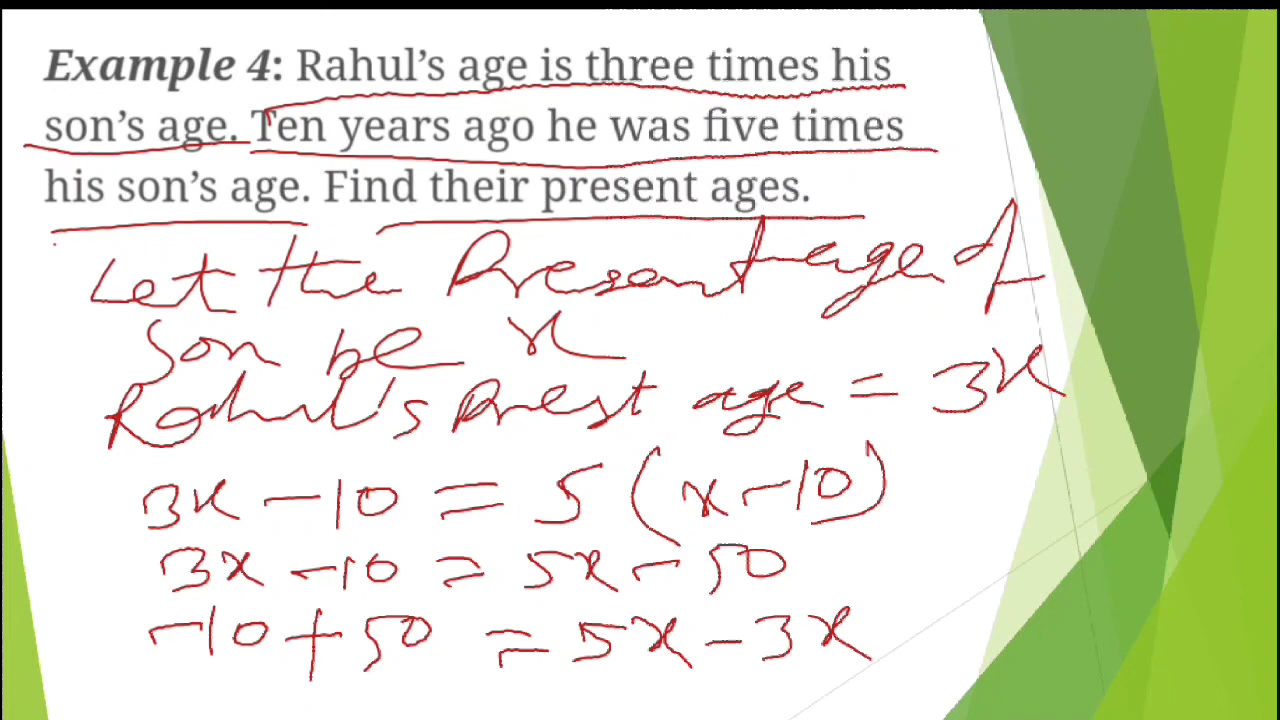 Example 4: Rahul's age is three times his
son's age. Ten years ago he was five times
his son's age. Find their present ages.
Let the Present age of
Son be x
Rahul's Prest age = 3x
3x - 10 = 5 (x - 10)
3x - 10 = 5x - 50
-10 + 50 = 5x - 3x